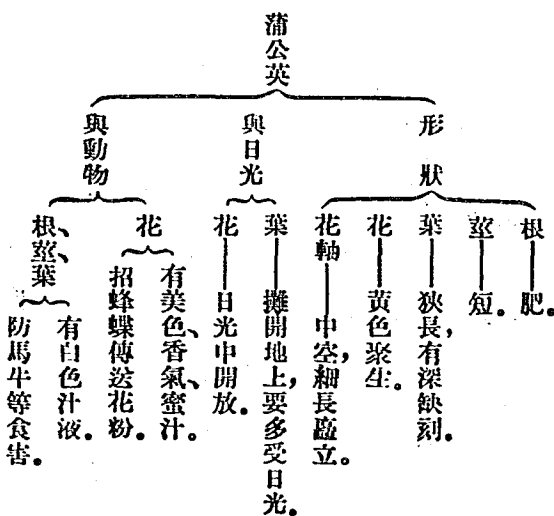 蒲公英
形狀
根
肥。
莖
短。
葉
狹長，有深缺刻。
花
黃色聚生。
花軸
中空，細長直立。
與日光
葉
攤開地上，要多受日光。
花
日光中開放。
與動物
花
有美色、香氣、蜜汁。
招蜂蝶傳送花粉。
根、莖、葉
有白色汁液。
防馬牛等食害。